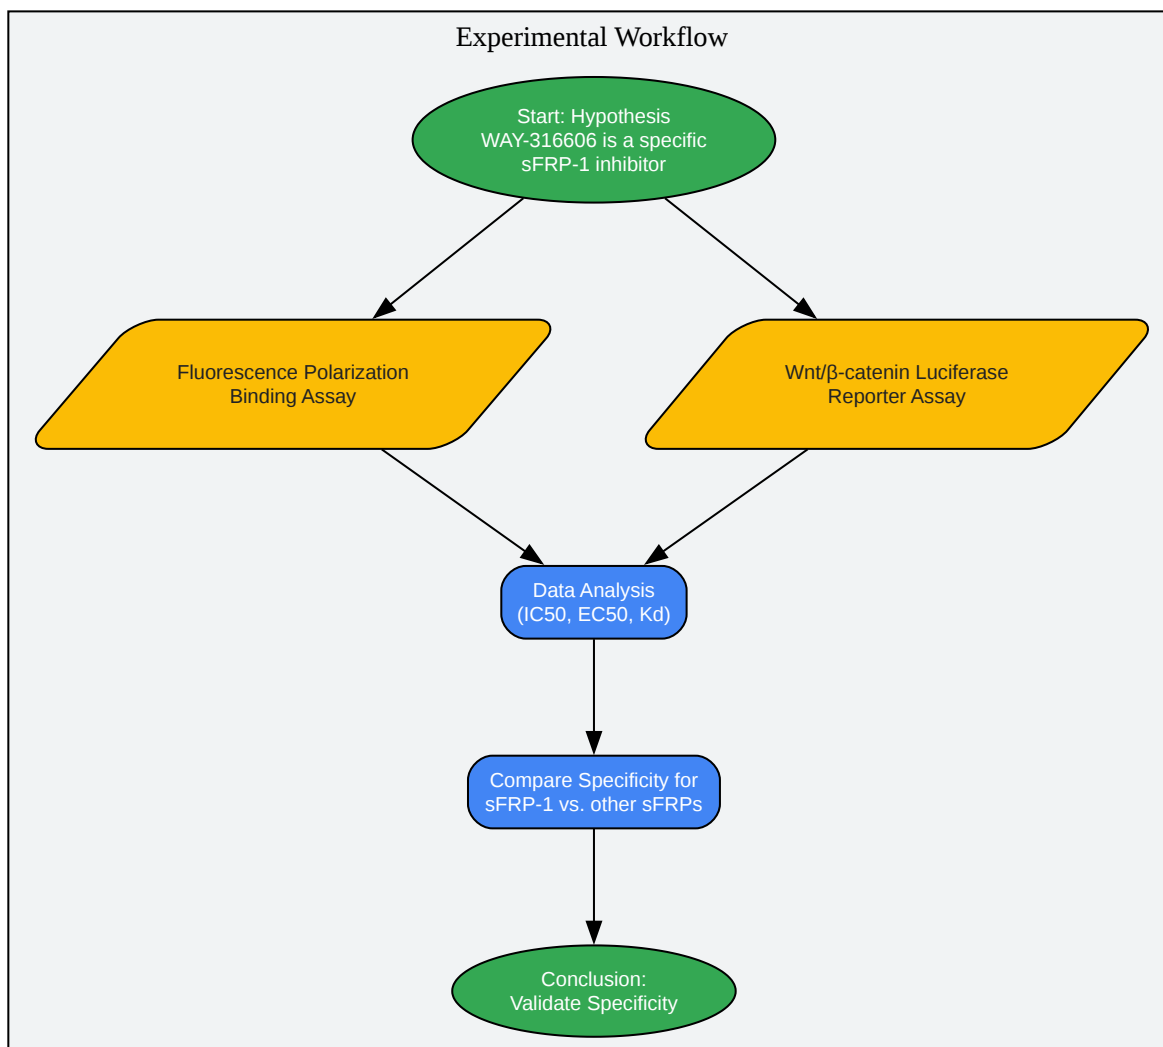 Experimental Workflow
Start: Hypothesis
WAY-316606 is a specific
sFRP-1 inhibitor
Fluorescence Polarization
Binding Assay
Wnt/β-catenin Luciferase
Reporter Assay
Data Analysis
(IC50, EC50, Kd)
Compare Specificity for
sFRP-1 vs. other sFRPs
Conclusion:
Validate Specificity